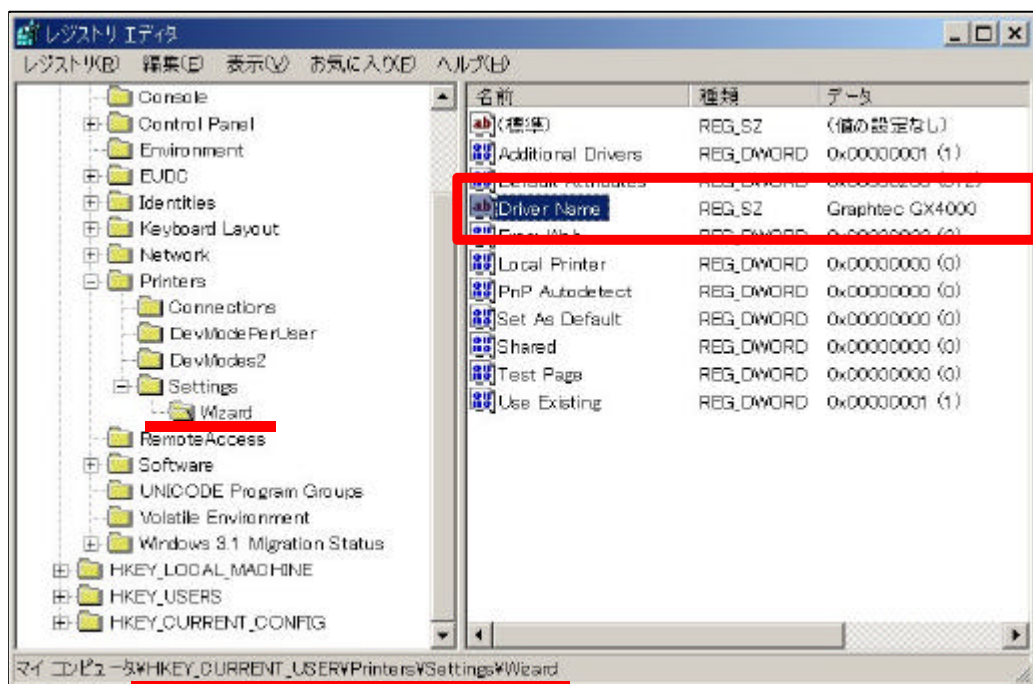 レジストリ エディタ
レジストリ(R) 編集(E) 表示(V) お気に入り(E) ヘルプ(H)
Console
Control Panel
Environment
EUDC
Identities
Keyboard Layout
Network
Printers
Connections
DevModePerUser
DevModes2
Settings
Wizard
RemoteAccess
Software
UNICODE Program Groups
Volatile Environment
Windows 3.1 Migration Status
HKEY_LOCAL_MACHINE
HKEY_USERS
HKEY_CURRENT_CONFIG
名前 種類 データ
(標準) REG_SZ (値の設定なし)
Additional Drivers REG_DWORD 0x00000001 (1)
Default Attributes REG_DWORD
Driver Name REG_SZ Graphtec GX4000
REG_DWORD 0x00000000 (0)
Local Printer REG_DWORD 0x00000000 (0)
PnP Autodetect REG_DWORD 0x00000000 (0)
Set As Default REG_DWORD 0x00000000 (0)
Shared REG_DWORD 0x00000000 (0)
Test Page REG_DWORD 0x00000000 (0)
Use Existing REG_DWORD 0x00000001 (1)
マイ コンピュータ¥HKEY_CURRENT_USER¥Printers¥Settings¥Wizard